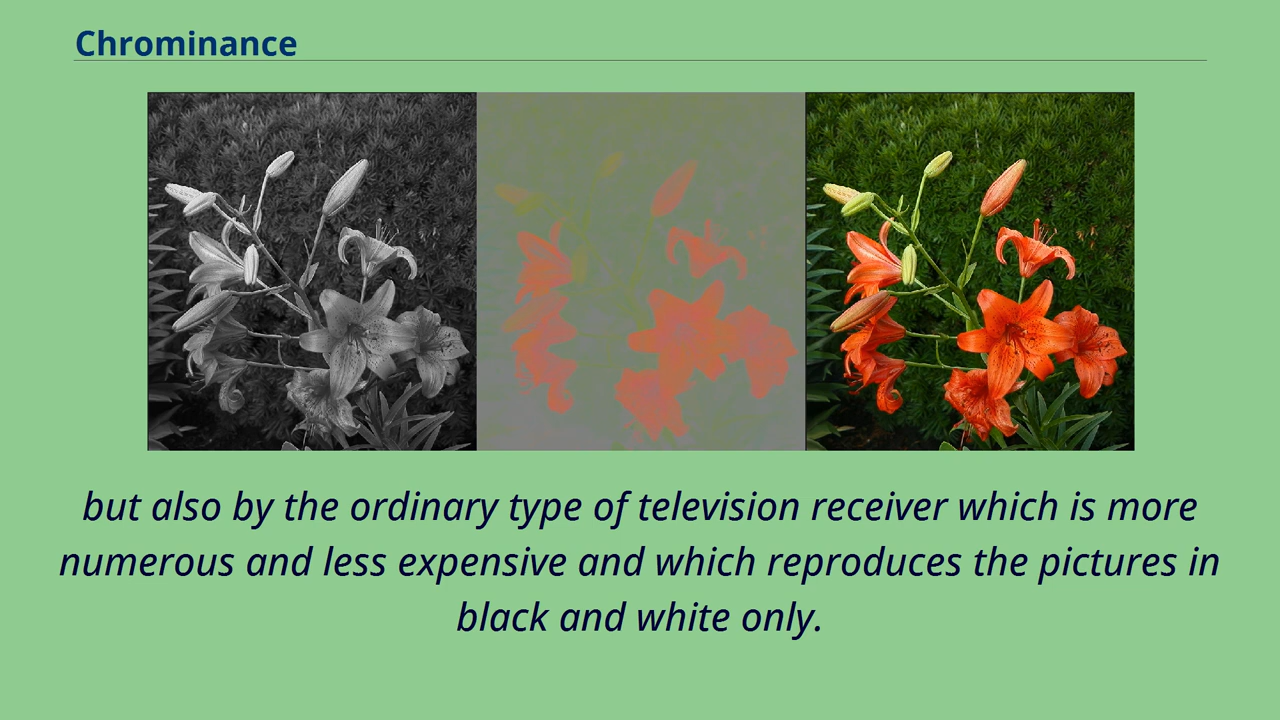 Chrominance
but also by the ordinary type of television receiver which is more
numerous and less expensive and which reproduces the pictures in
black and white only.